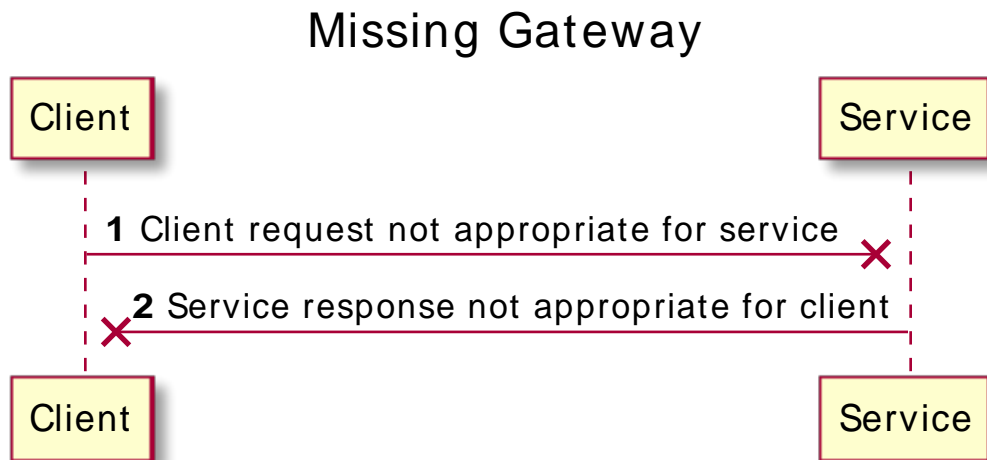 Missing Gateway
Client
Service
1 Client request not appropriate for service
2 Service response not appropriate for client
Client
Service